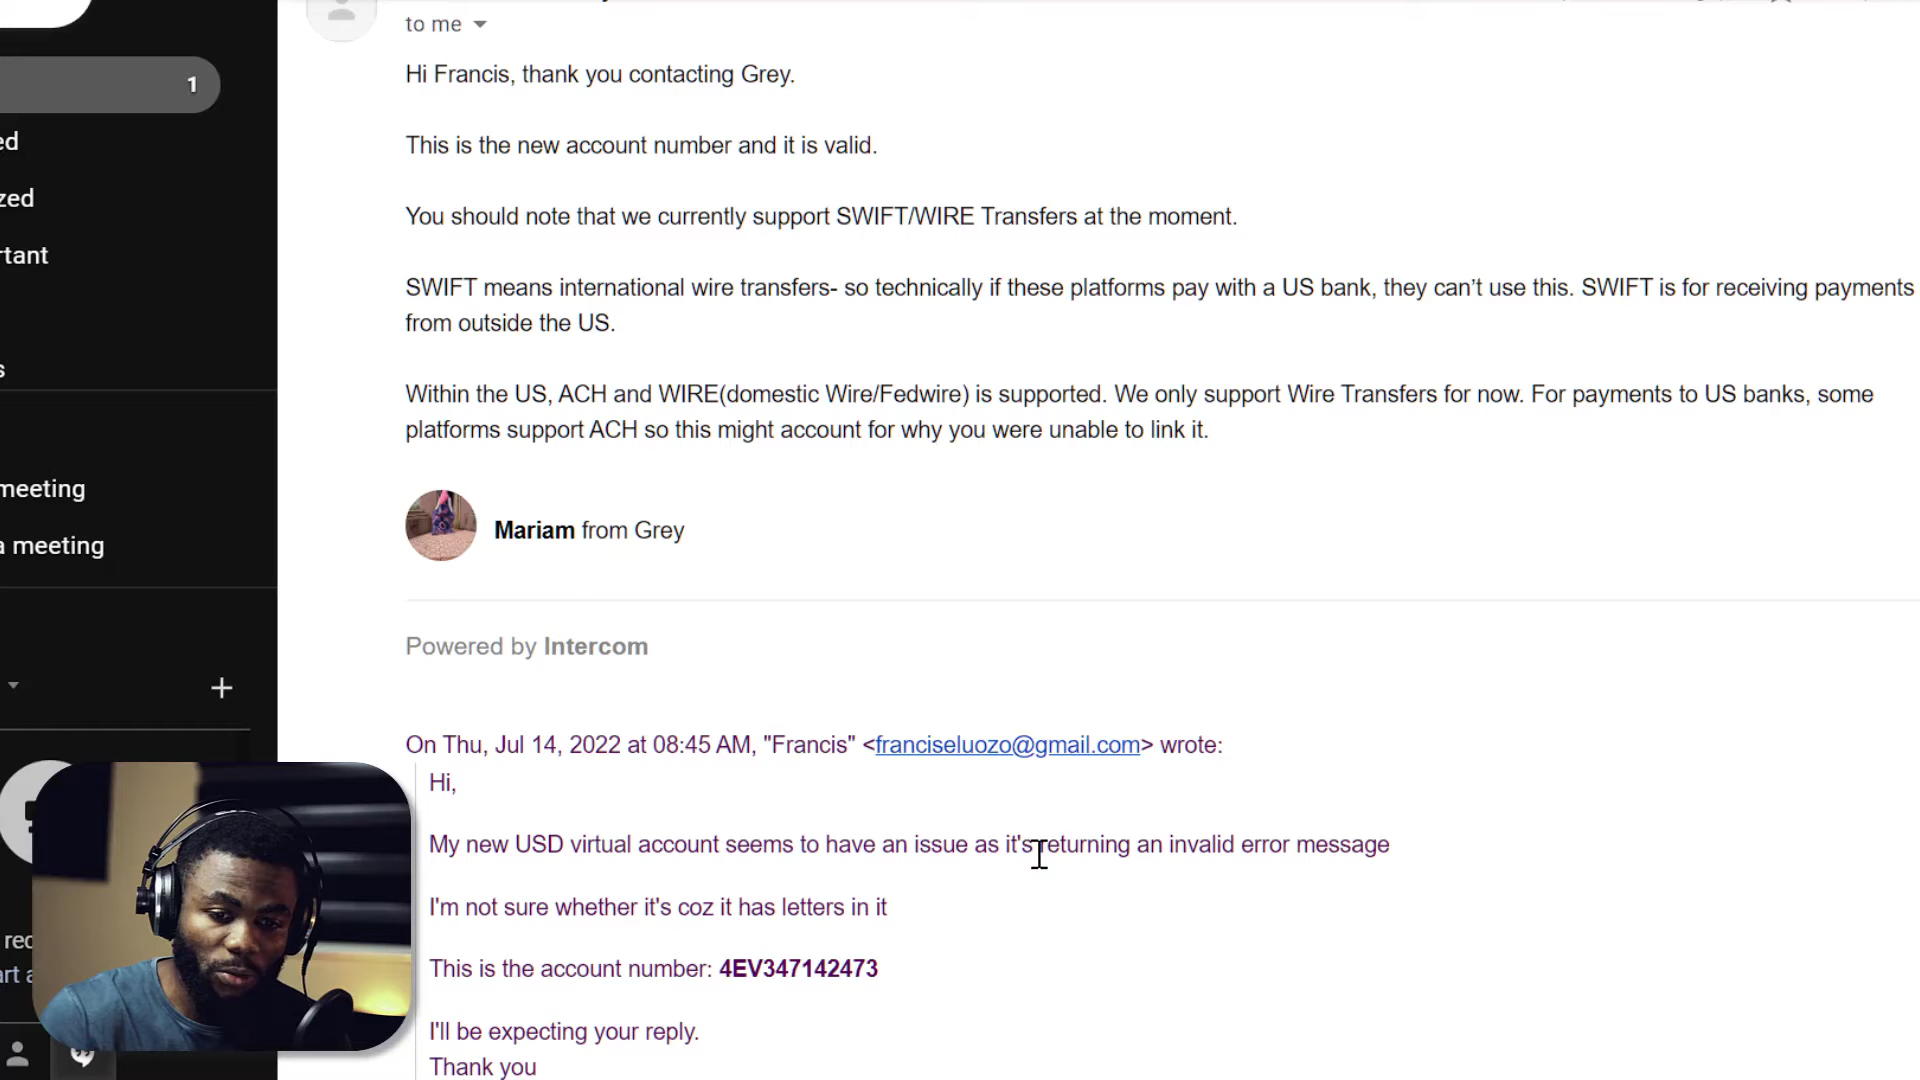 to me
1
Hi Francis, thank you contacting Grey.
ed
This is the new account number and it is valid.
zed
You should note that we currently support SWIFT/WIRE Transfers at the moment.
rtant
SWIFT means international wire transfers- so technically if these platforms pay with a US bank, they can’t use this. SWIFT is for receiving payments
from outside the US.
s
Within the US, ACH and WIRE(domestic Wire/Fedwire) is supported. We only support Wire Transfers for now. For payments to US banks, some
platforms support ACH so this might account for why you were unable to link it.
meeting
Mariam from Grey
a meeting
Powered by Intercom
On Thu, Jul 14, 2022 at 08:45 AM, "Francis" <franciseluozo@gmail.com> wrote:
Hi,
My new USD virtual account seems to have an issue as it's returning an invalid error message
I'm not sure whether it's coz it has letters in it
rec
This is the account number: 4EV347142473
art a
I'll be expecting your reply.
Thank you